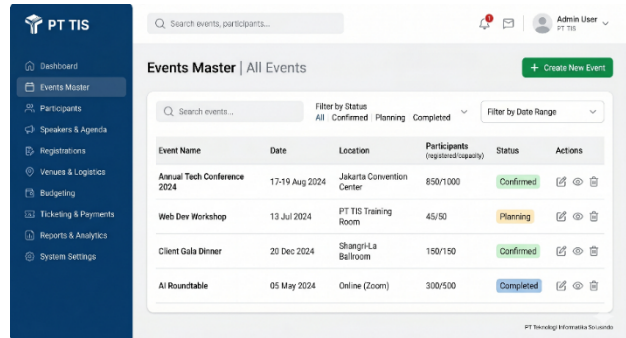 PT TIS
Search events, participants...
Admin User
PT TIS
Dashboard
Events Master
Participants
Speakers & Agenda
Registrations
Venues & Logistics
Budgeting
Ticketing & Payments
Reports & Analytics
System Settings
Events Master | All Events
+ Create New Event
Search events...
Filter by Status
All | Confirmed | Planning Completed
Filter by Date Range
Event Name Date Location Participants (registered/capacity) Status Actions
Annual Tech Conference 2024 17-19 Aug 2024 Jakarta Convention Center 850/1000 Confirmed
Web Dev Workshop 13 Jul 2024 PT TIS Training Room 45/50 Planning
Client Gala Dinner 20 Dec 2024 Shangri-La Ballroom 150/150 Confirmed
AI Roundtable 05 May 2024 Online (Zoom) 300/500 Completed
PT Teknologi Informatika Solusindo